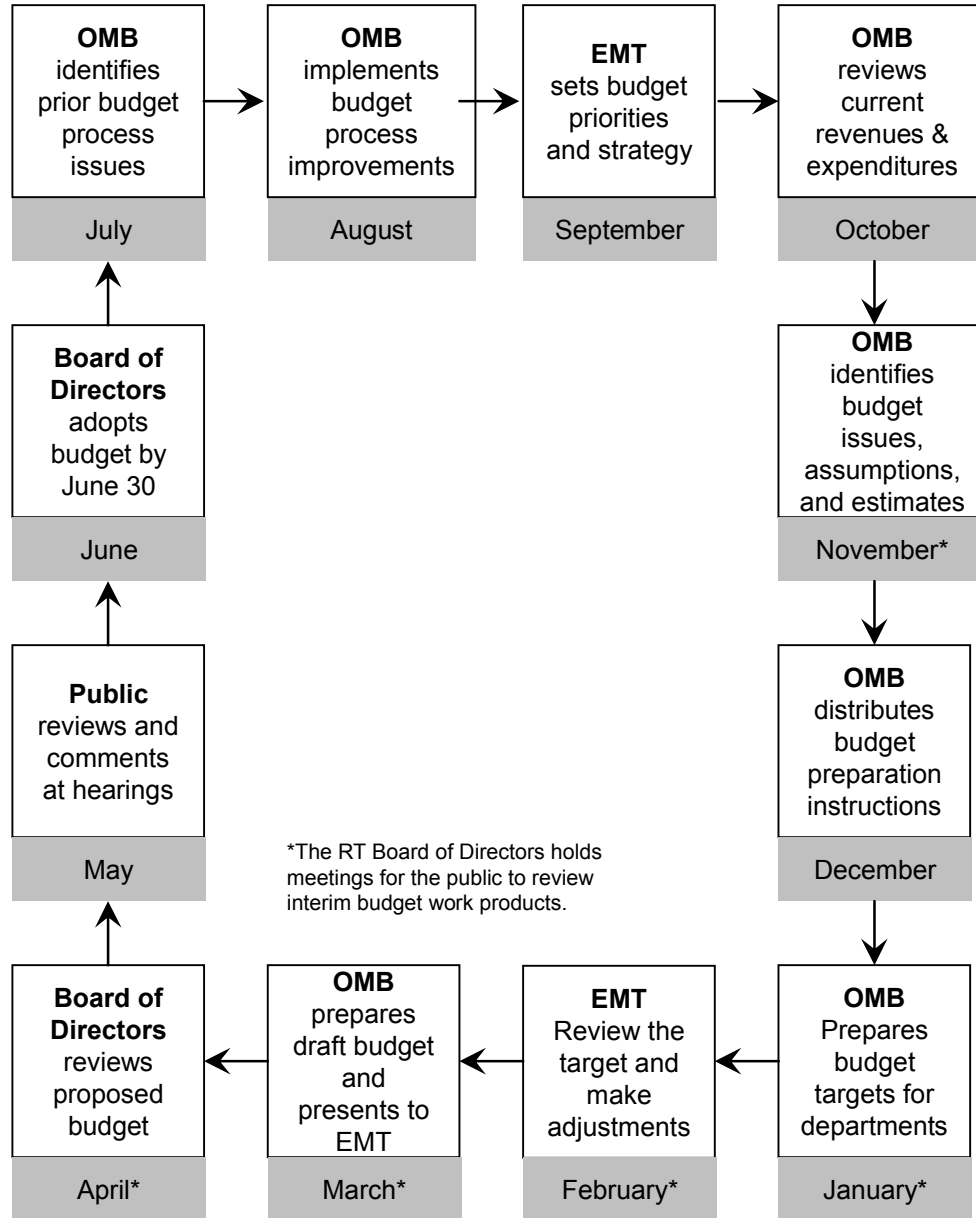 OMB
identifies
prior budget
process
issues
July
OMB
implements
budget
process
improvements
August
EMT
sets budget
priorities
and strategy
September
OMB
reviews
current
revenues &
expenditures
October
OMB
identifies
budget
issues,
assumptions,
and estimates
November*
OMB
distributes
budget
preparation
instructions
December
OMB
Prepares
budget
targets for
departments
January*
EMT
Review the
target and
make
adjustments
February*
OMB
prepares
draft budget
and
presents to
EMT
March*
Board of
Directors
reviews
proposed
budget
April*
Public
reviews and
comments
at hearings
May
Board of
Directors
adopts
budget by
June 30
June
*The RT Board of Directors holds
meetings for the public to review
interim budget work products.